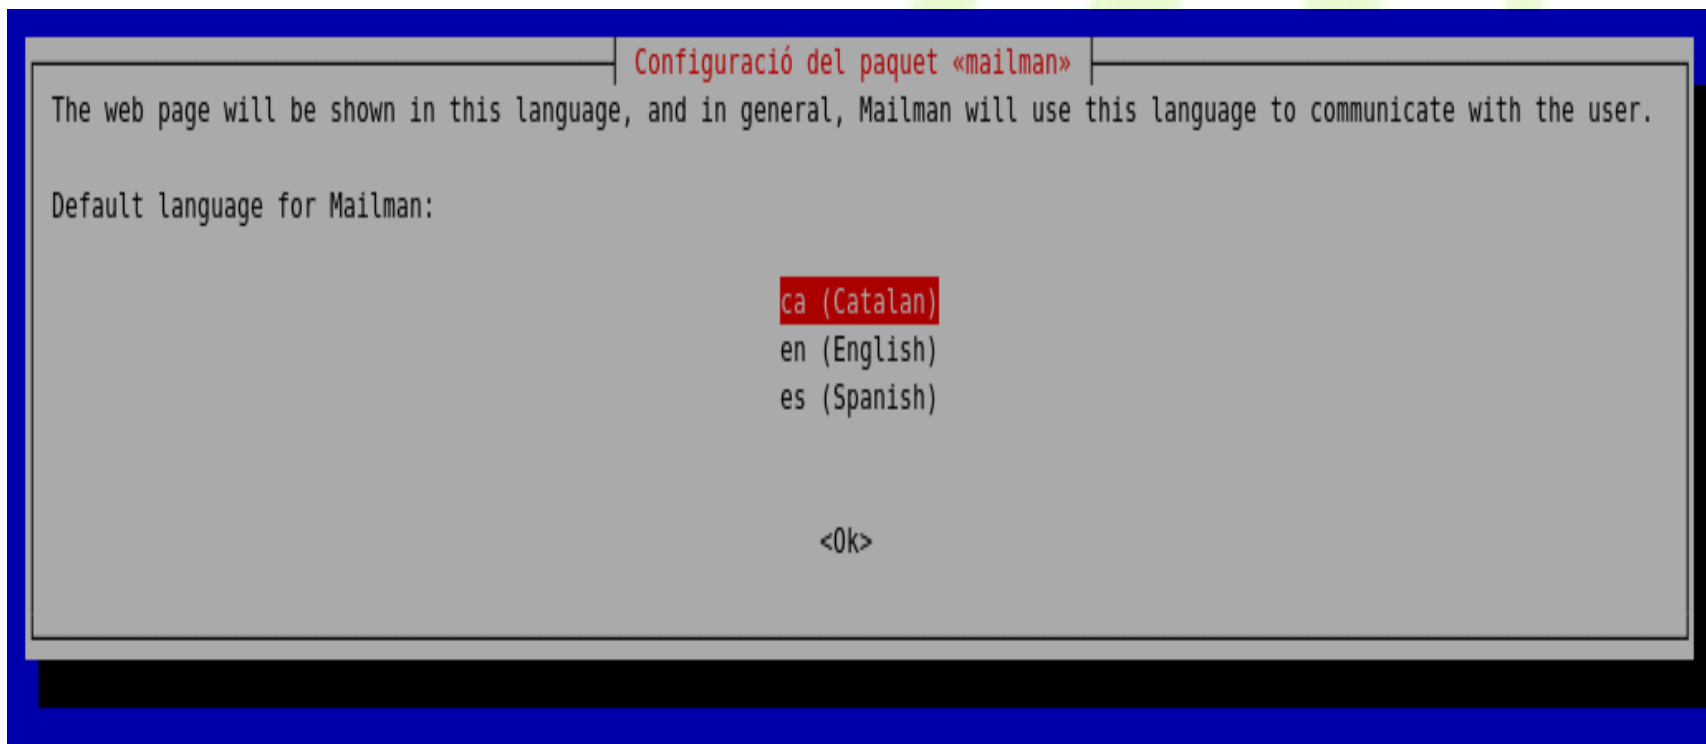 Configuració del paquet «mailman»
The web page will be shown in this language, and in general, Mailman will use this language to communicate with the user.
Default language for Mailman:
ca (Catalan)
en (English)
es (Spanish)
<Ok>